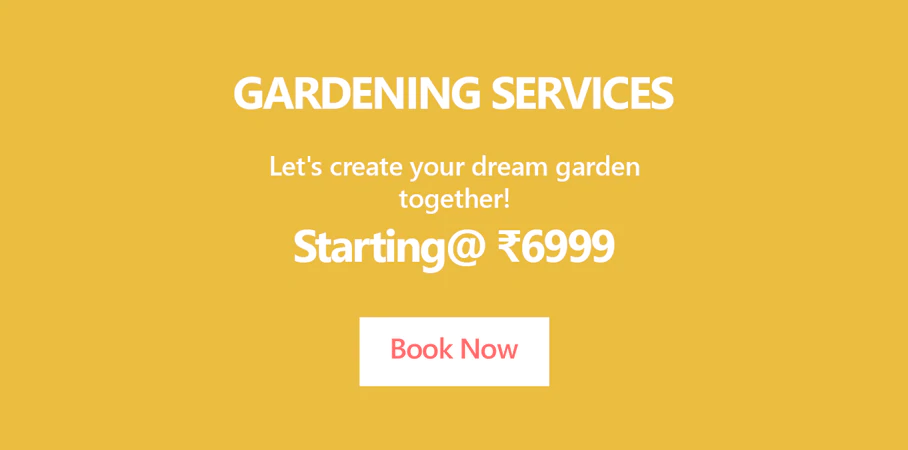 GARDENING SERVICES
Let's create your dream garden
together!
Starting@ ₹6999
Book Now